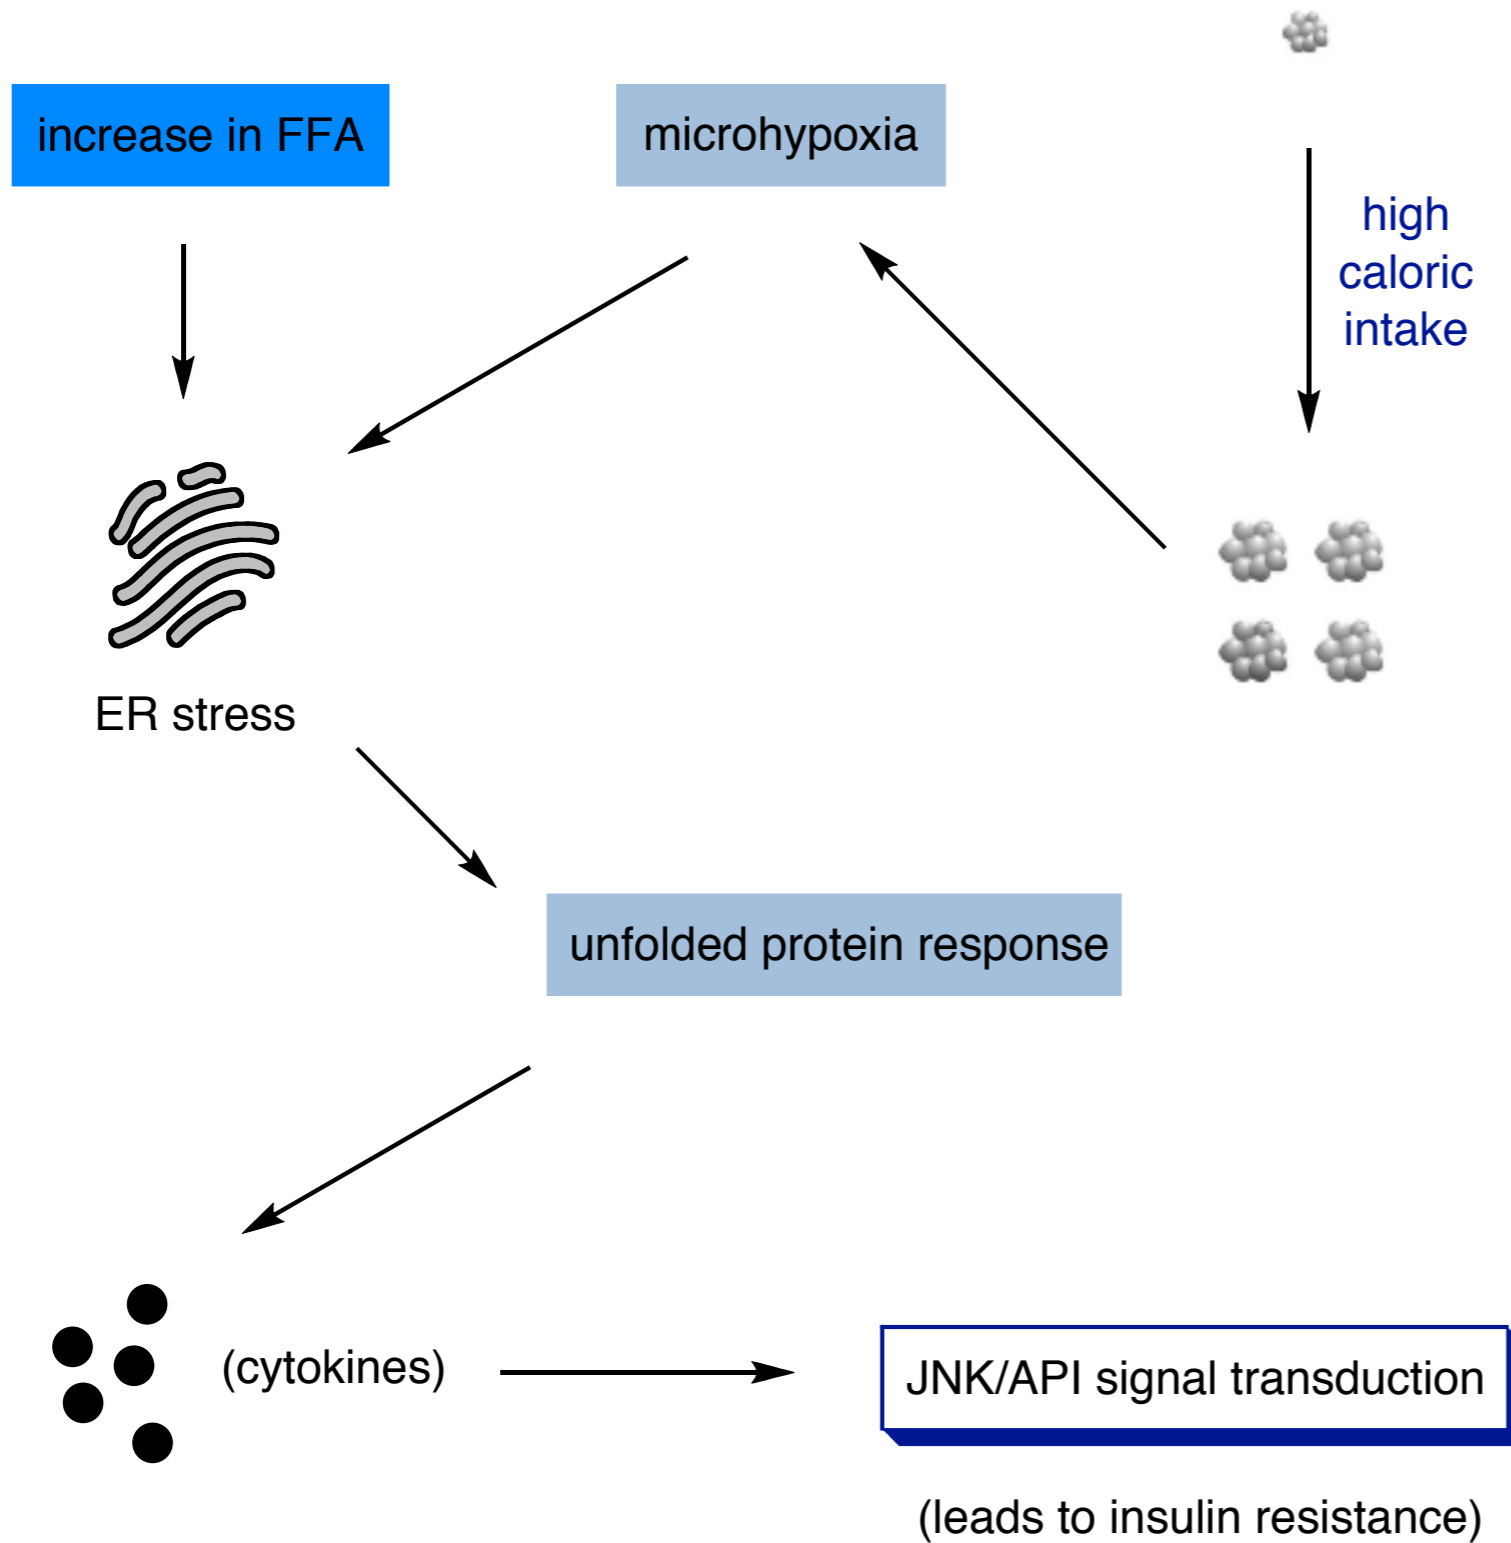 increase in FFA
microhypoxia
high
caloric
intake
ER stress
unfolded protein response
(cytokines)
JNK/API signal transduction
(leads to insulin resistance)